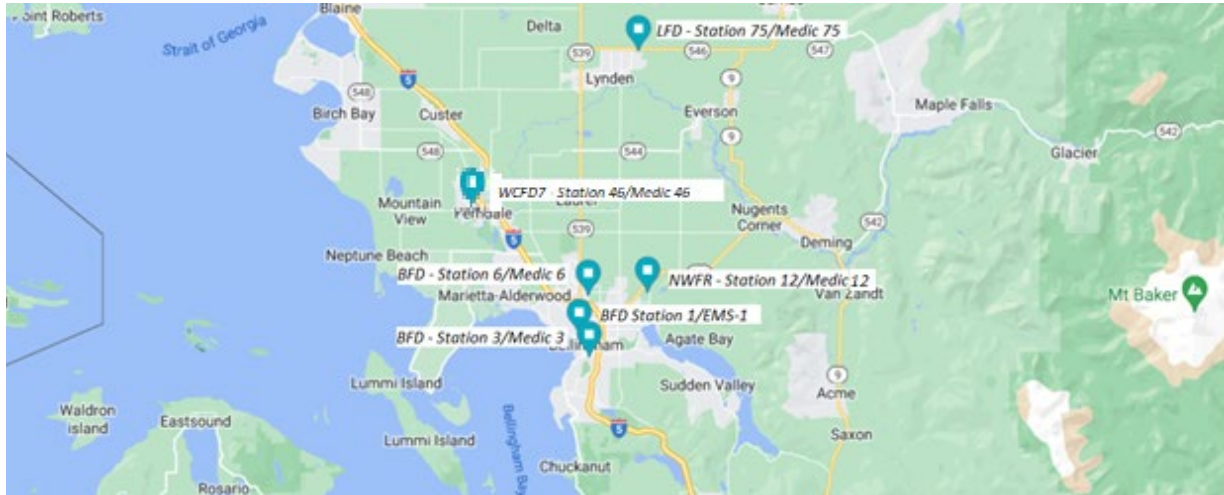 Blaine
Point Roberts
Strait of Georgia
Delta
LFD - Station 75/Medic 75
539
546
547
5
Lynden
9
548
Birch Bay
Custer
Everson
Maple Falls
9
542
Glacier
548
544
WCFD7 - Station 46/Medic 46
Mountain
View
Ferndale
Laurel
Nugents
Corner
542
Deming
5
539
Neptune Beach
BFD - Station 6/Medic 6
NWFR - Station 12/Medic 12
Marietta-Alderwood
Van Zandt
Mt Baker
BFD Station 1/EMS-1
BFD - Station 3/Medic 3
Bellingham
Agate Bay
Lummi Island
Sudden Valley
9
Acme
Waldron
island
Eastsound
Lummi Island
Bellingham Bay
5
Saxon
Chuckanut
Rosario